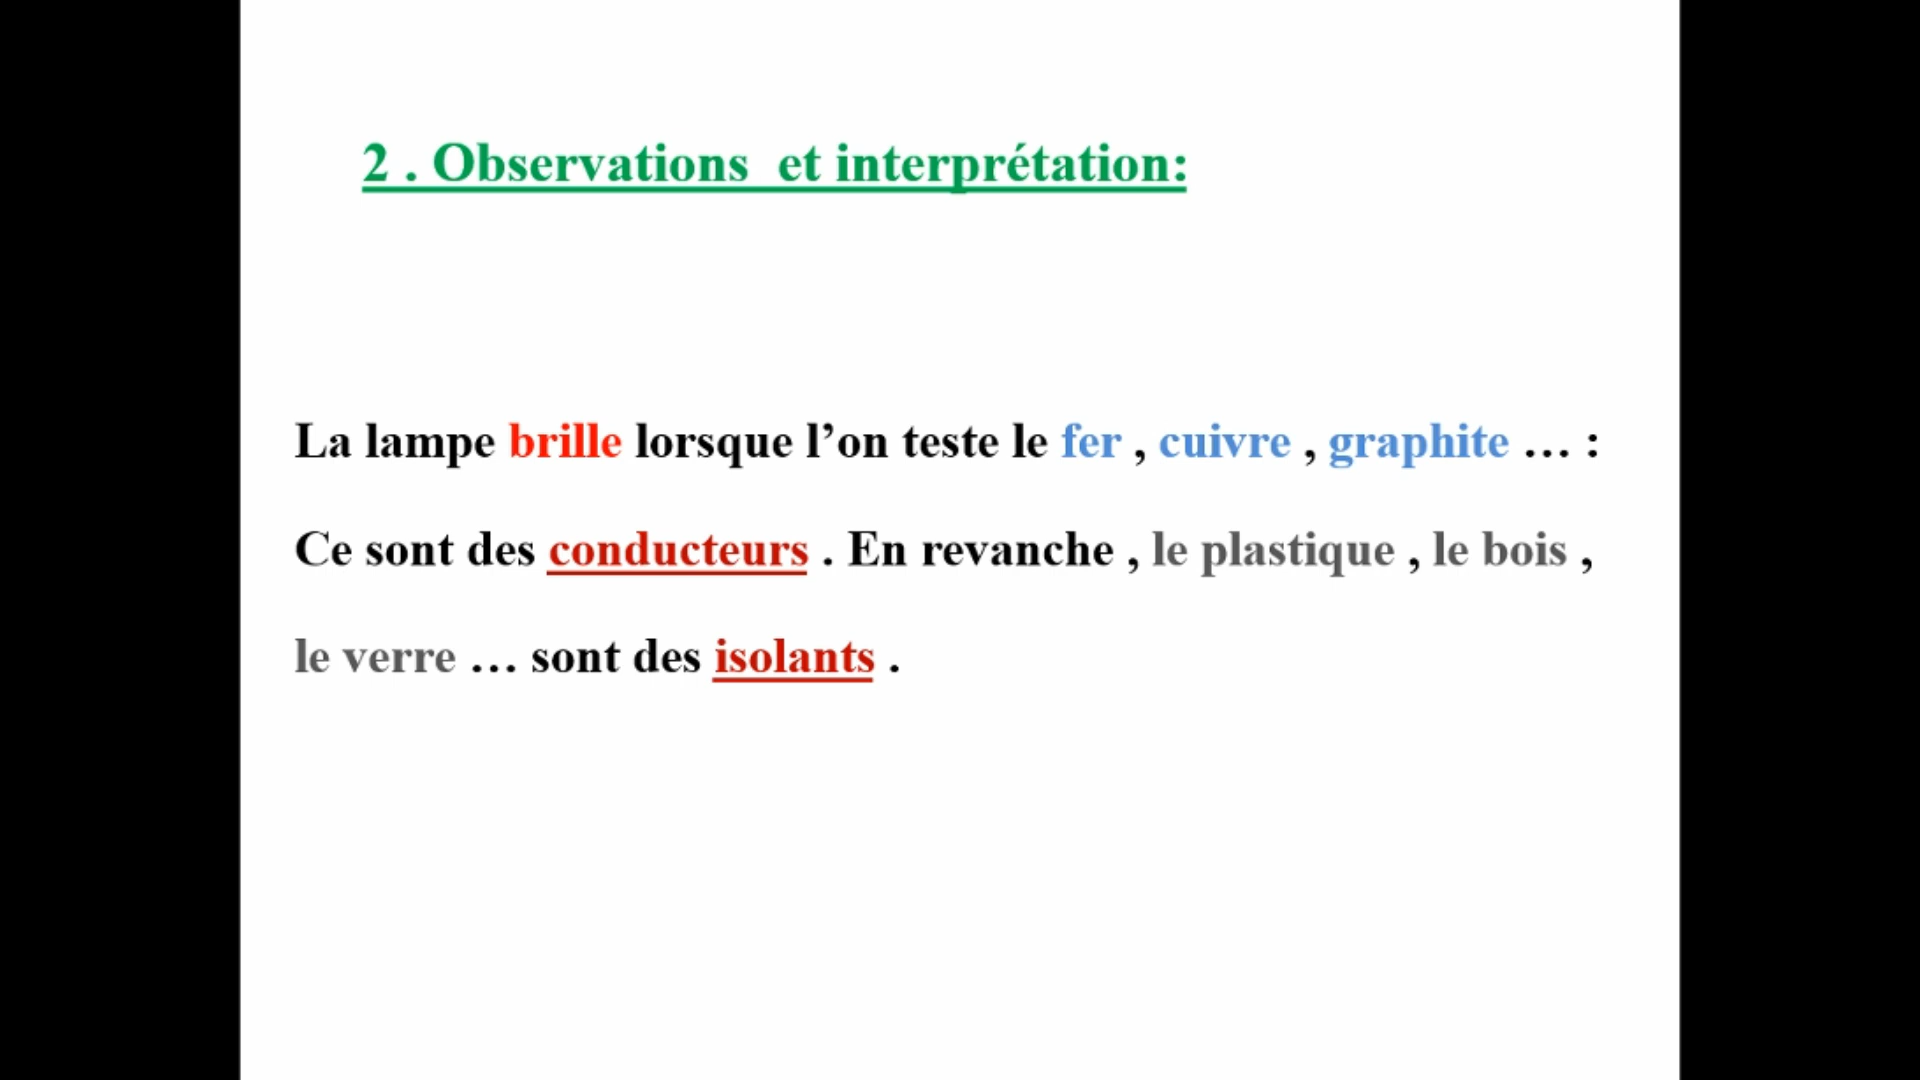 2 . Observations  et interprétation:
La lampe brille lorsque l’on teste le fer , cuivre , graphite … :
Ce sont des conducteurs . En revanche , le plastique , le bois ,
le verre … sont des isolants .